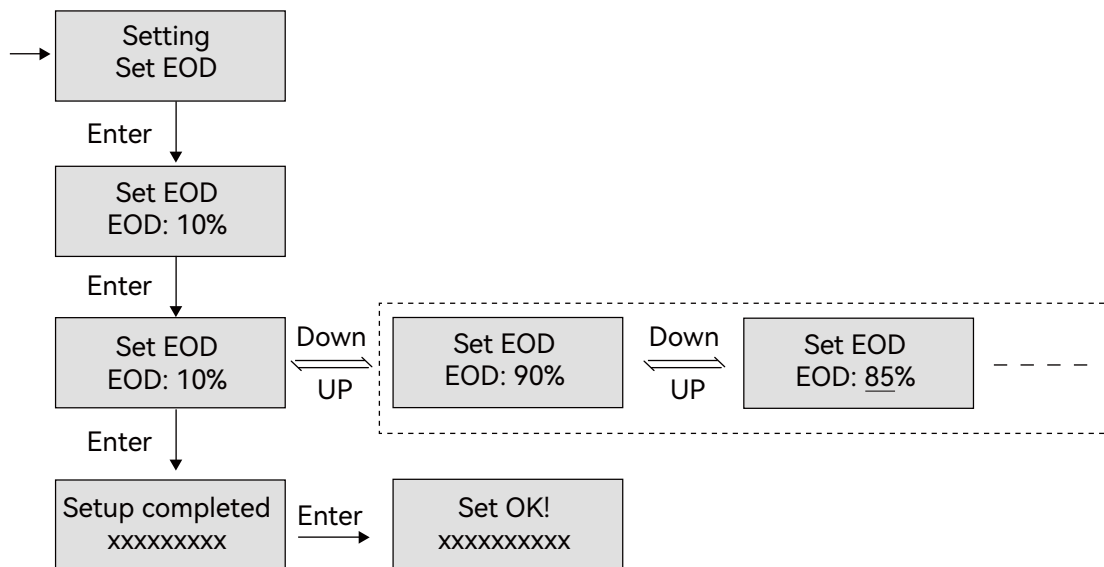 Setting
Set EOD
Enter
Set EOD
EOD: 10%
Enter
Set EOD
EOD: 10%
Down
UP
Set EOD
EOD: 90%
Down
UP
Set EOD
EOD: 85%
Enter
Setup completed
xxxxxxxxx
Enter
Set OK!
xxxxxxxxxx